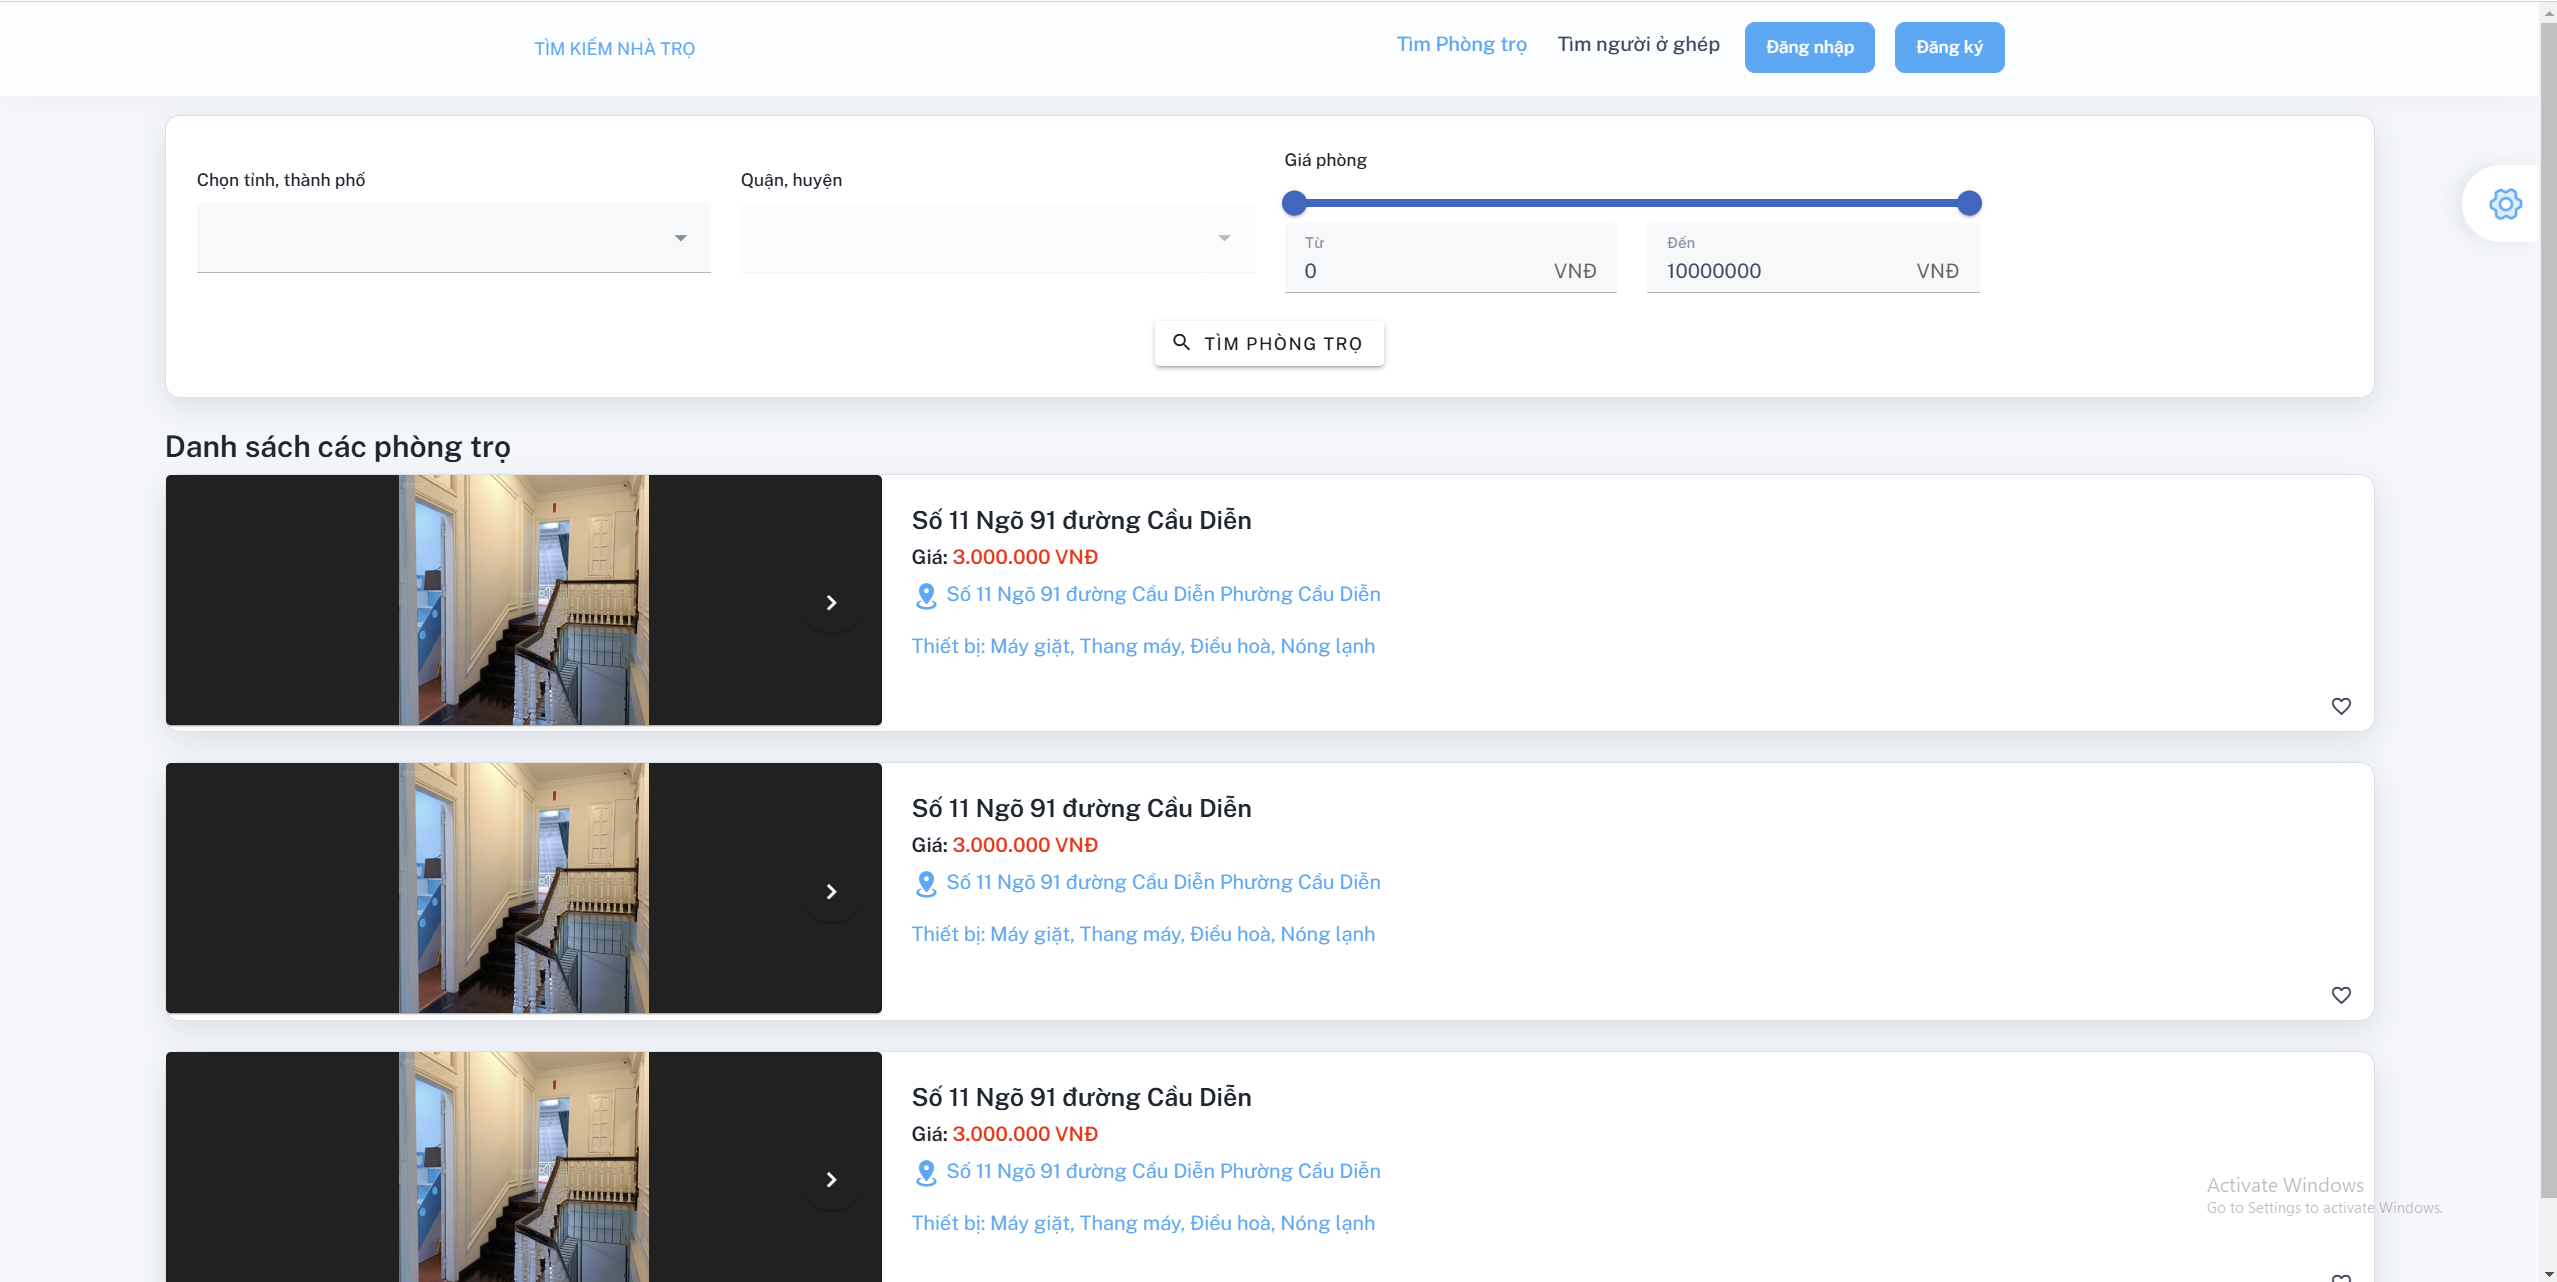 TÌM KIẾM NHÀ TRỌ
Tìm Phòng trọ
Tìm người ở ghép
Đăng nhập
Đăng ký
Chọn tỉnh, thành phố
Quận, huyện
Giá phòng
Từ
0 VNĐ
Đến
10000000 VNĐ
TÌM PHÒNG TRỌ
Danh sách các phòng trọ
Số 11 Ngõ 91 đường Cầu Diễn
Giá: 3.000.000 VNĐ
Số 11 Ngõ 91 đường Cầu Diễn Phường Cầu Diễn
Thiết bị: Máy giặt, Thang máy, Điều hoà, Nóng lạnh
Số 11 Ngõ 91 đường Cầu Diễn
Giá: 3.000.000 VNĐ
Số 11 Ngõ 91 đường Cầu Diễn Phường Cầu Diễn
Thiết bị: Máy giặt, Thang máy, Điều hoà, Nóng lạnh
Số 11 Ngõ 91 đường Cầu Diễn
Giá: 3.000.000 VNĐ
Số 11 Ngõ 91 đường Cầu Diễn Phường Cầu Diễn
Thiết bị: Máy giặt, Thang máy, Điều hoà, Nóng lạnh
Activate Windows
Go to Settings to activate Windows.